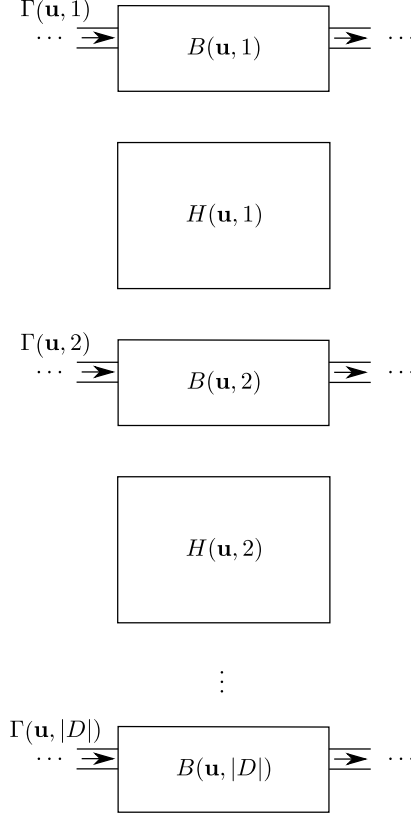 Γ(u, 1)
··· B(u, 1) ···
H(u, 1)
Γ(u, 2)
··· B(u, 2) ···
H(u, 2)
⋮
Γ(u, |D|)
··· B(u, |D|) ···